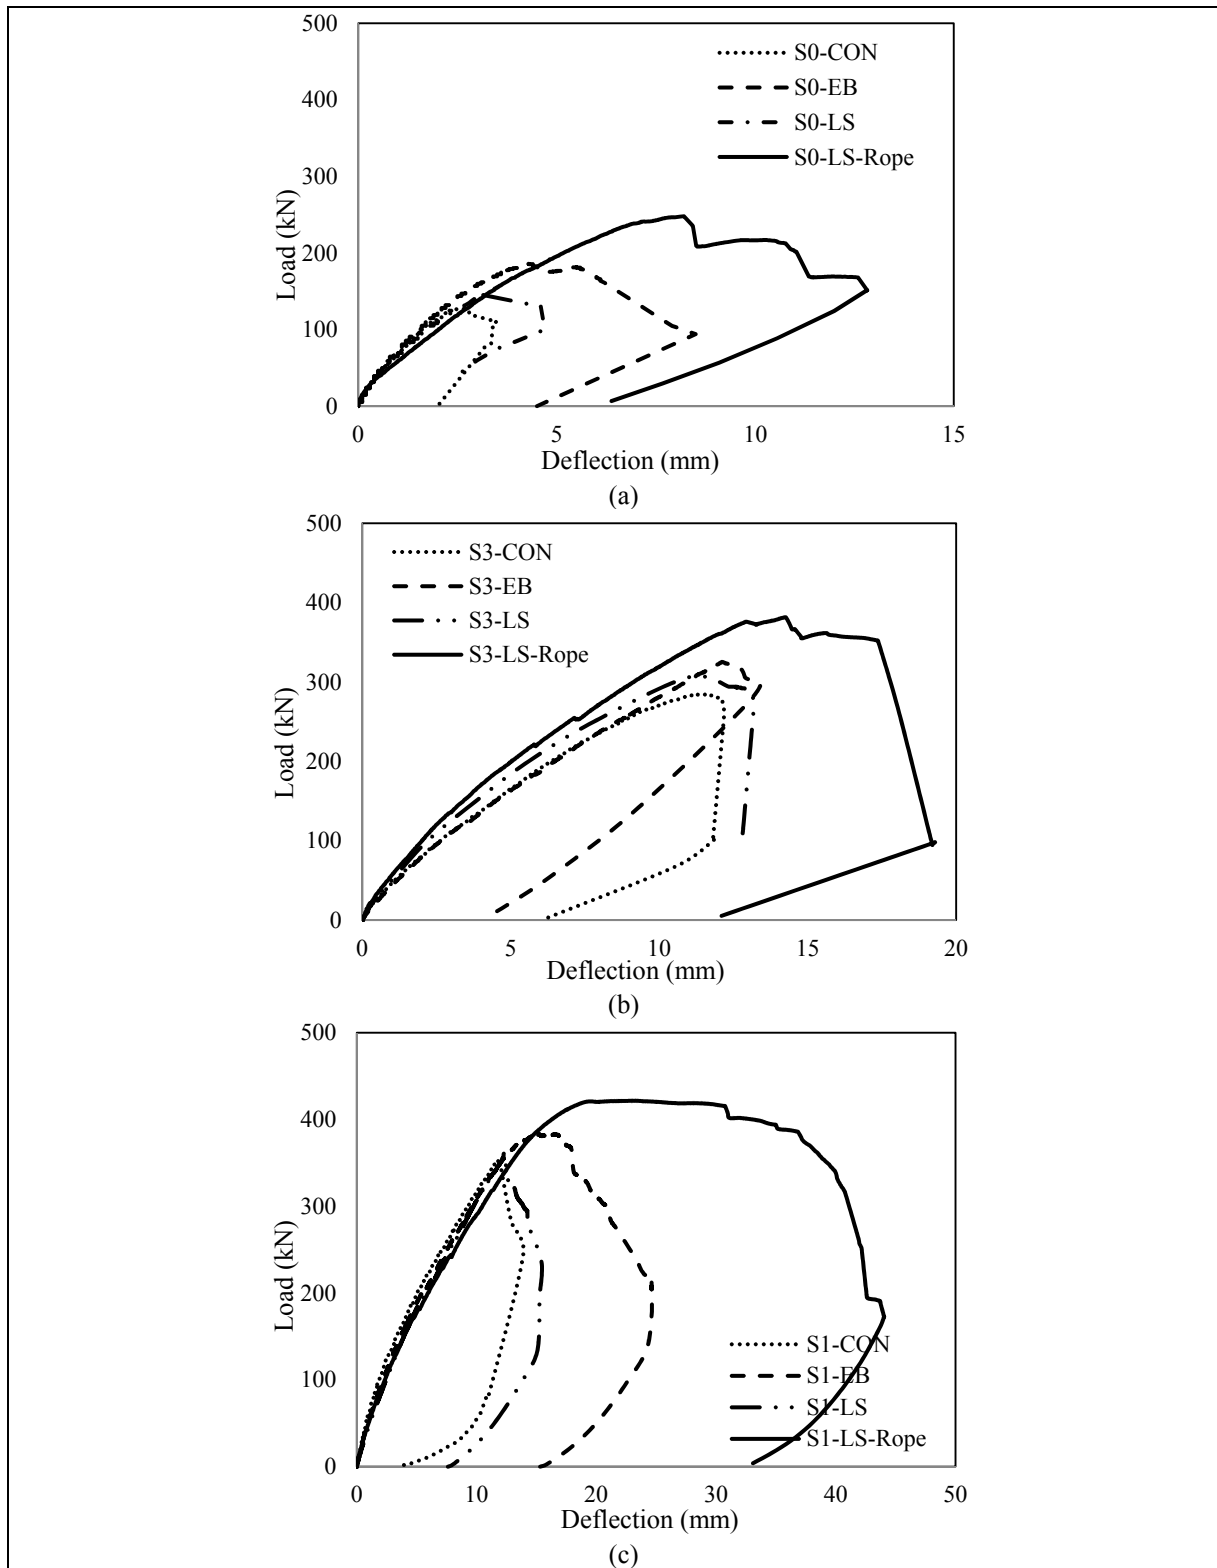 500
400
300
200
100
0
Load (kN)
S0-CON
S0-EB
S0-LS
S0-LS-Rope
0 5 10 15
Deflection (mm)
(a)
500
400
300
200
100
0
Load (kN)
S3-CON
S3-EB
S3-LS
S3-LS-Rope
0 5 10 15 20
Deflection (mm)
(b)
500
400
300
200
100
0
Load (kN)
S1-CON
S1-EB
S1-LS
S1-LS-Rope
0 10 20 30 40 50
Deflection (mm)
(c)